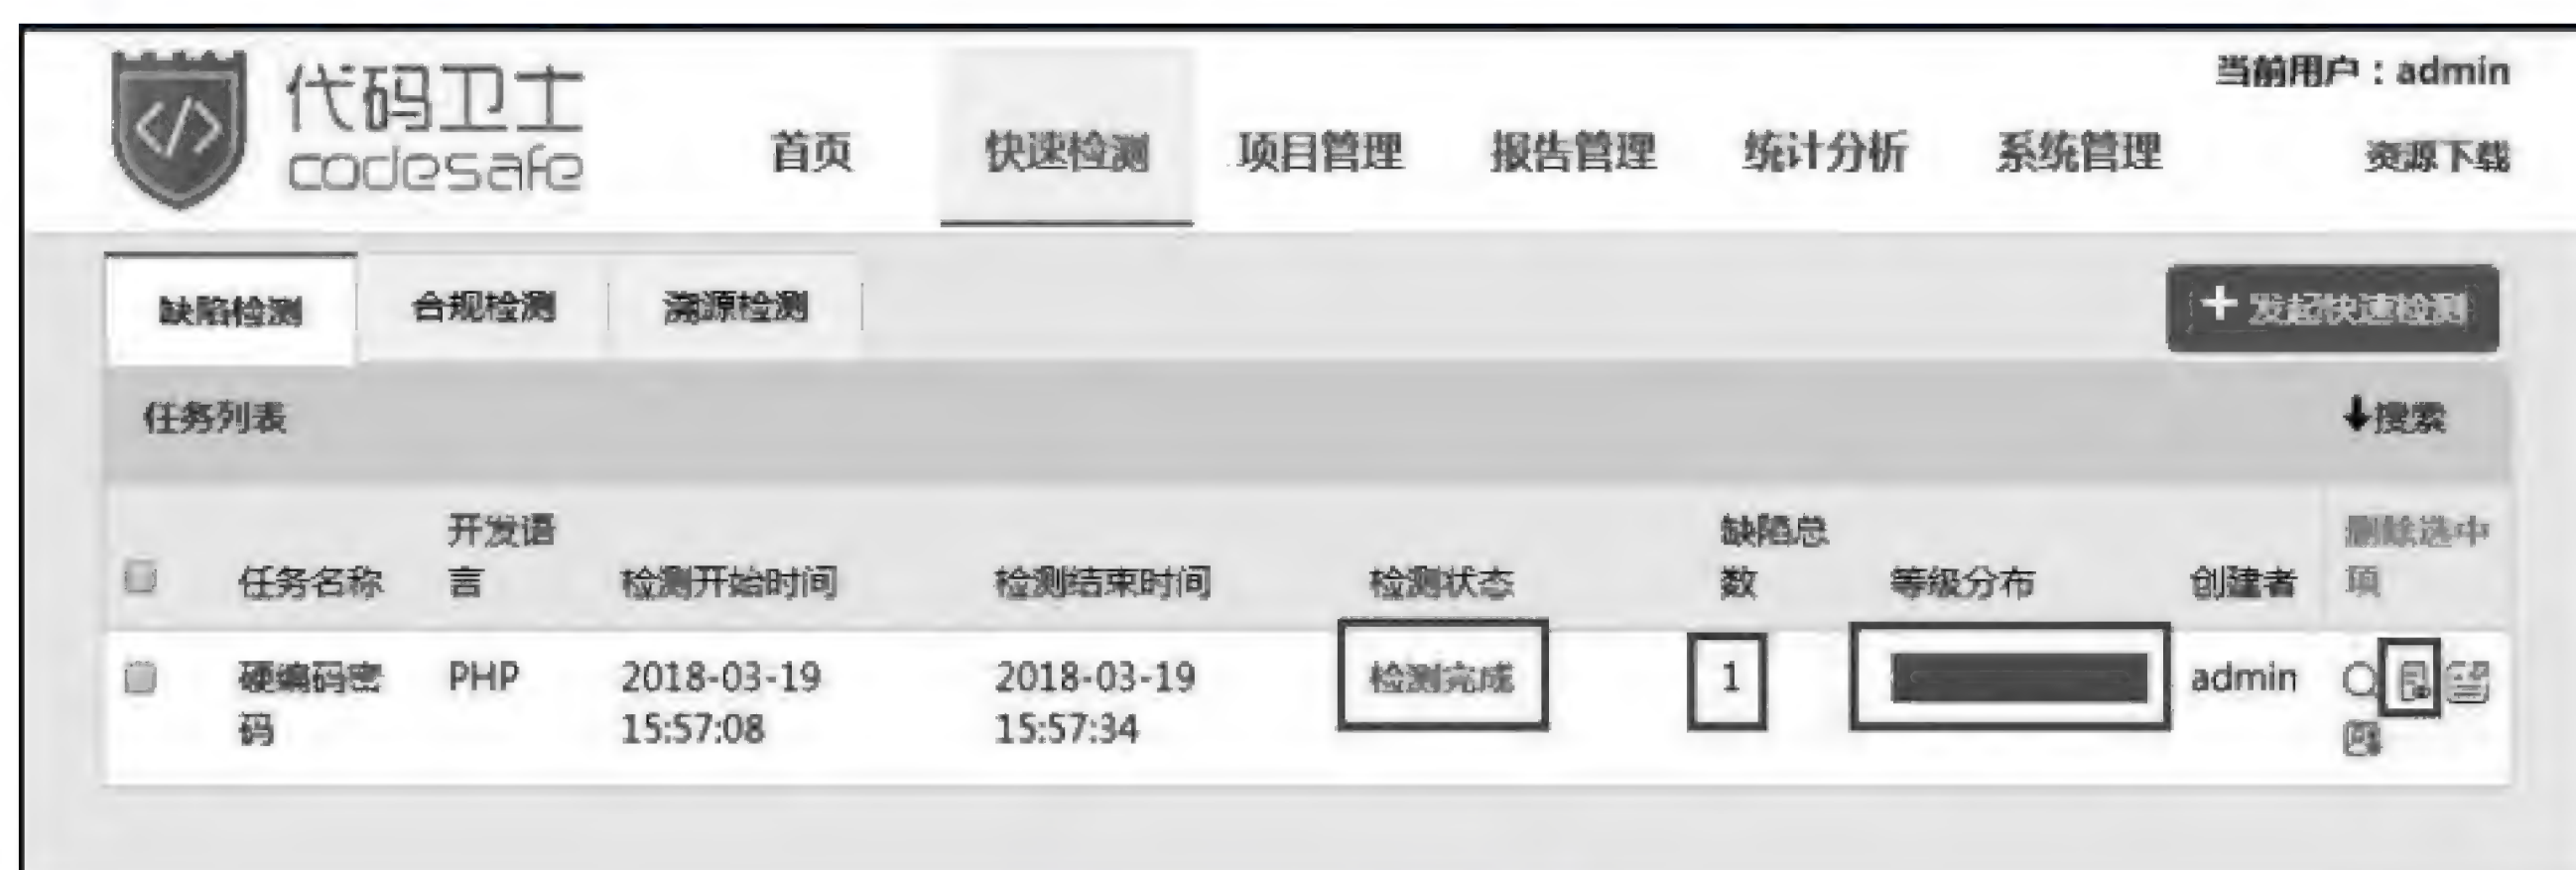 当前用户：admin
代码卫士
codesafe
首页 快速检测 项目管理 报告管理 统计分析 系统管理 资源下载
缺陷检测 合规检测 溯源检测 + 发起快速检测
任务列表 搜索
任务名称 开发语言 检测开始时间 检测结束时间 检测状态 缺陷总数 等级分布 创建者 删除选中项
硬编码密码 PHP 2018-03-19 15:57:08 2018-03-19 15:57:34 检测完成 1 admin